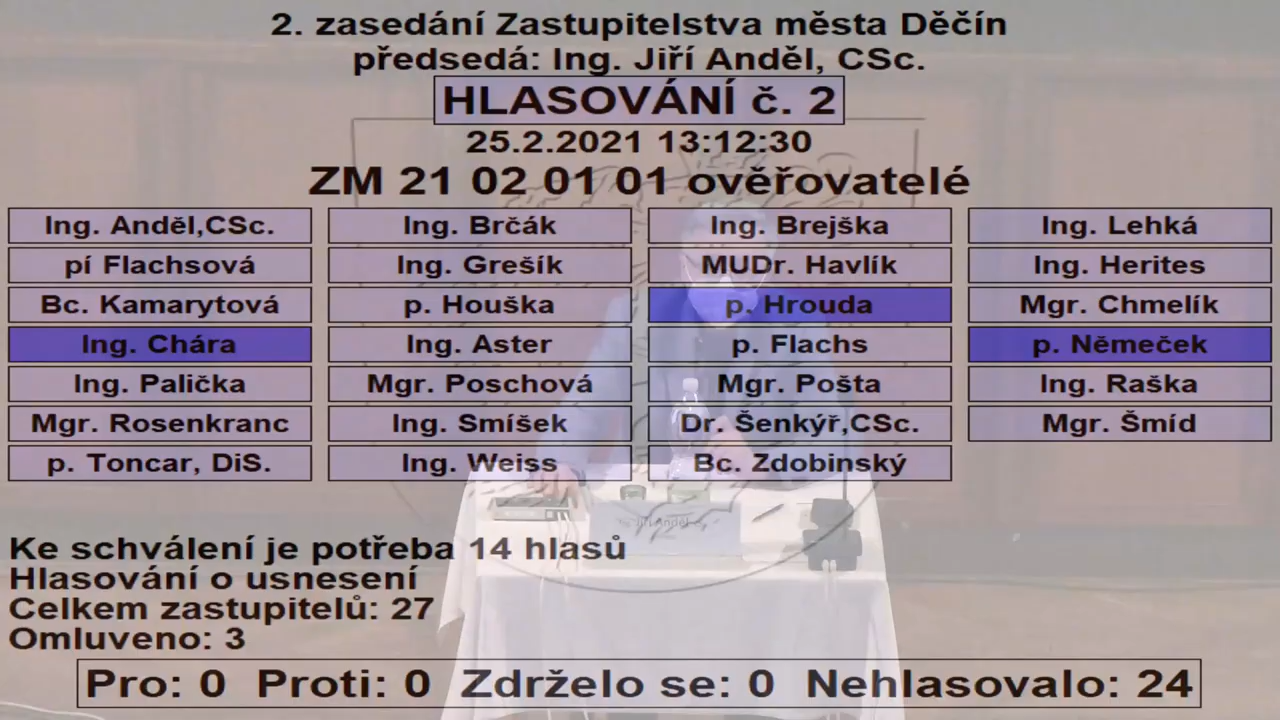 2. zasedání Zastupitelstva města Děčín
předsedá: Ing. Jiří Anděl, CSc.
HLASOVÁNÍ č. 2
25.2.2021 13:12:30
ZM 21 02 01 01 ověřovatelé
Ing. Anděl,CSc. Ing. Brčák Ing. Brejška Ing. Lehká
pí Flachsová Ing. Grešík MUDr. Havlík Ing. Herites
Bc. Kamarytová p. Houška p. Hrouda Mgr. Chmelík
Ing. Chára Ing. Aster p. Flachs p. Němeček
Ing. Palička Mgr. Poschová Mgr. Pošta Ing. Raška
Mgr. Rosenkranc Ing. Smíšek Dr. Šenkýř,CSc. Mgr. Šmíd
p. Toncar, DiS. Ing. Weiss Bc. Zdobinský
Ke schválení je potřeba 14 hlasů
Hlasování o usnesení
Celkem zastupitelů: 27
Omluveno: 3
Pro: 0 Proti: 0 Zdrželo se: 0 Nehlasovalo: 24